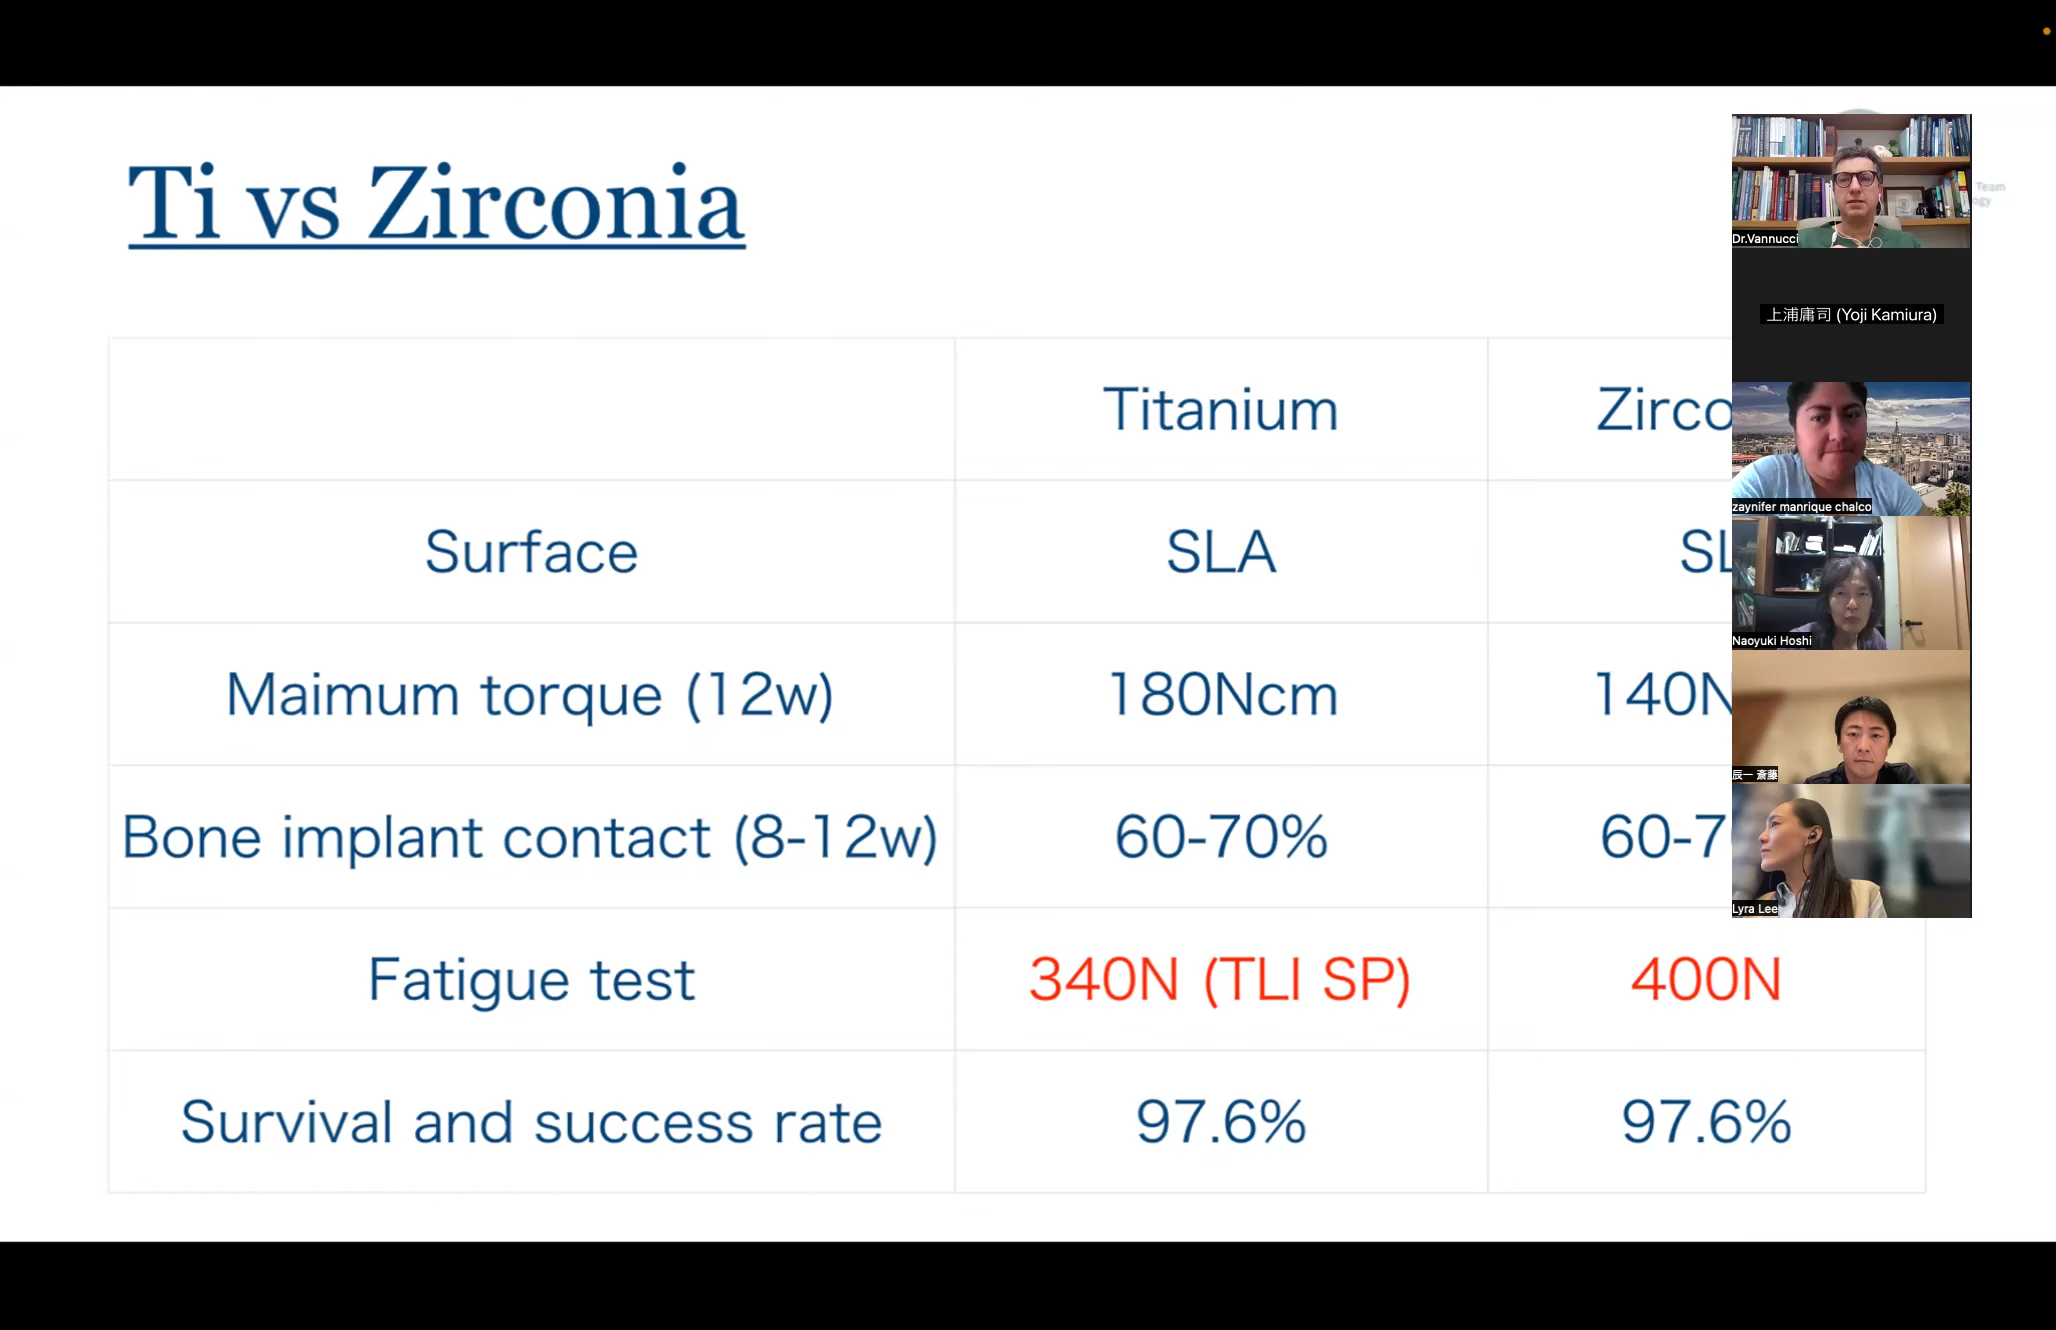 Ti vs Zirconia
Titanium
Zirco
Surface
SLA
SL
Maimum torque (12w)
180Ncm
140N
Bone implant contact (8-12w)
60-70%
60-7
Fatigue test
340N (TLI SP)
400N
Survival and success rate
97.6%
97.6%
Team
ogy
Dr.Vannucci
上浦庸司 (Yoji Kamiura)
zaynifer manrique chalco
Naoyuki Hoshi
辰一 斎藤
Lyra Lee